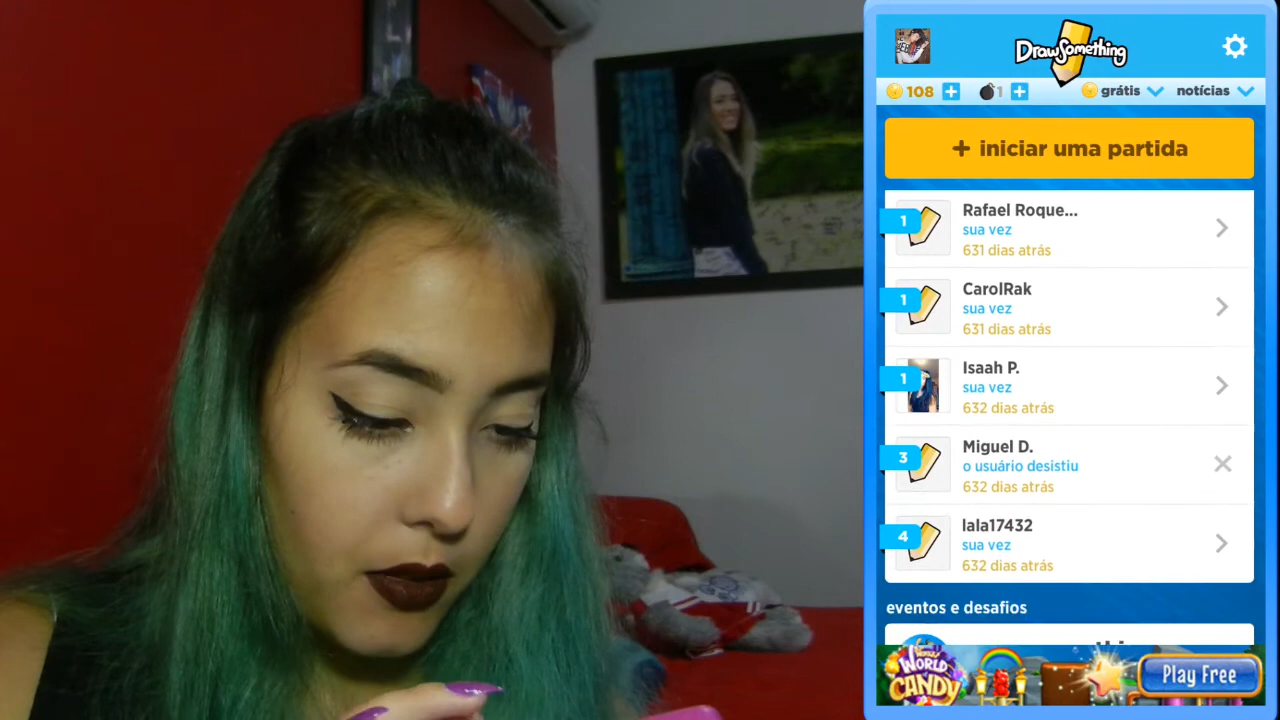 DrawSomething
108
1
grátis
notícias
+ iniciar uma partida
1
Rafael Roque...
sua vez
631 dias atrás
1
CarolRak
sua vez
631 dias atrás
1
Isaah P.
sua vez
632 dias atrás
3
Miguel D.
o usuário desistiu
632 dias atrás
4
lala17432
sua vez
632 dias atrás
eventos e desafios
WORLD
CANDY
Play Free